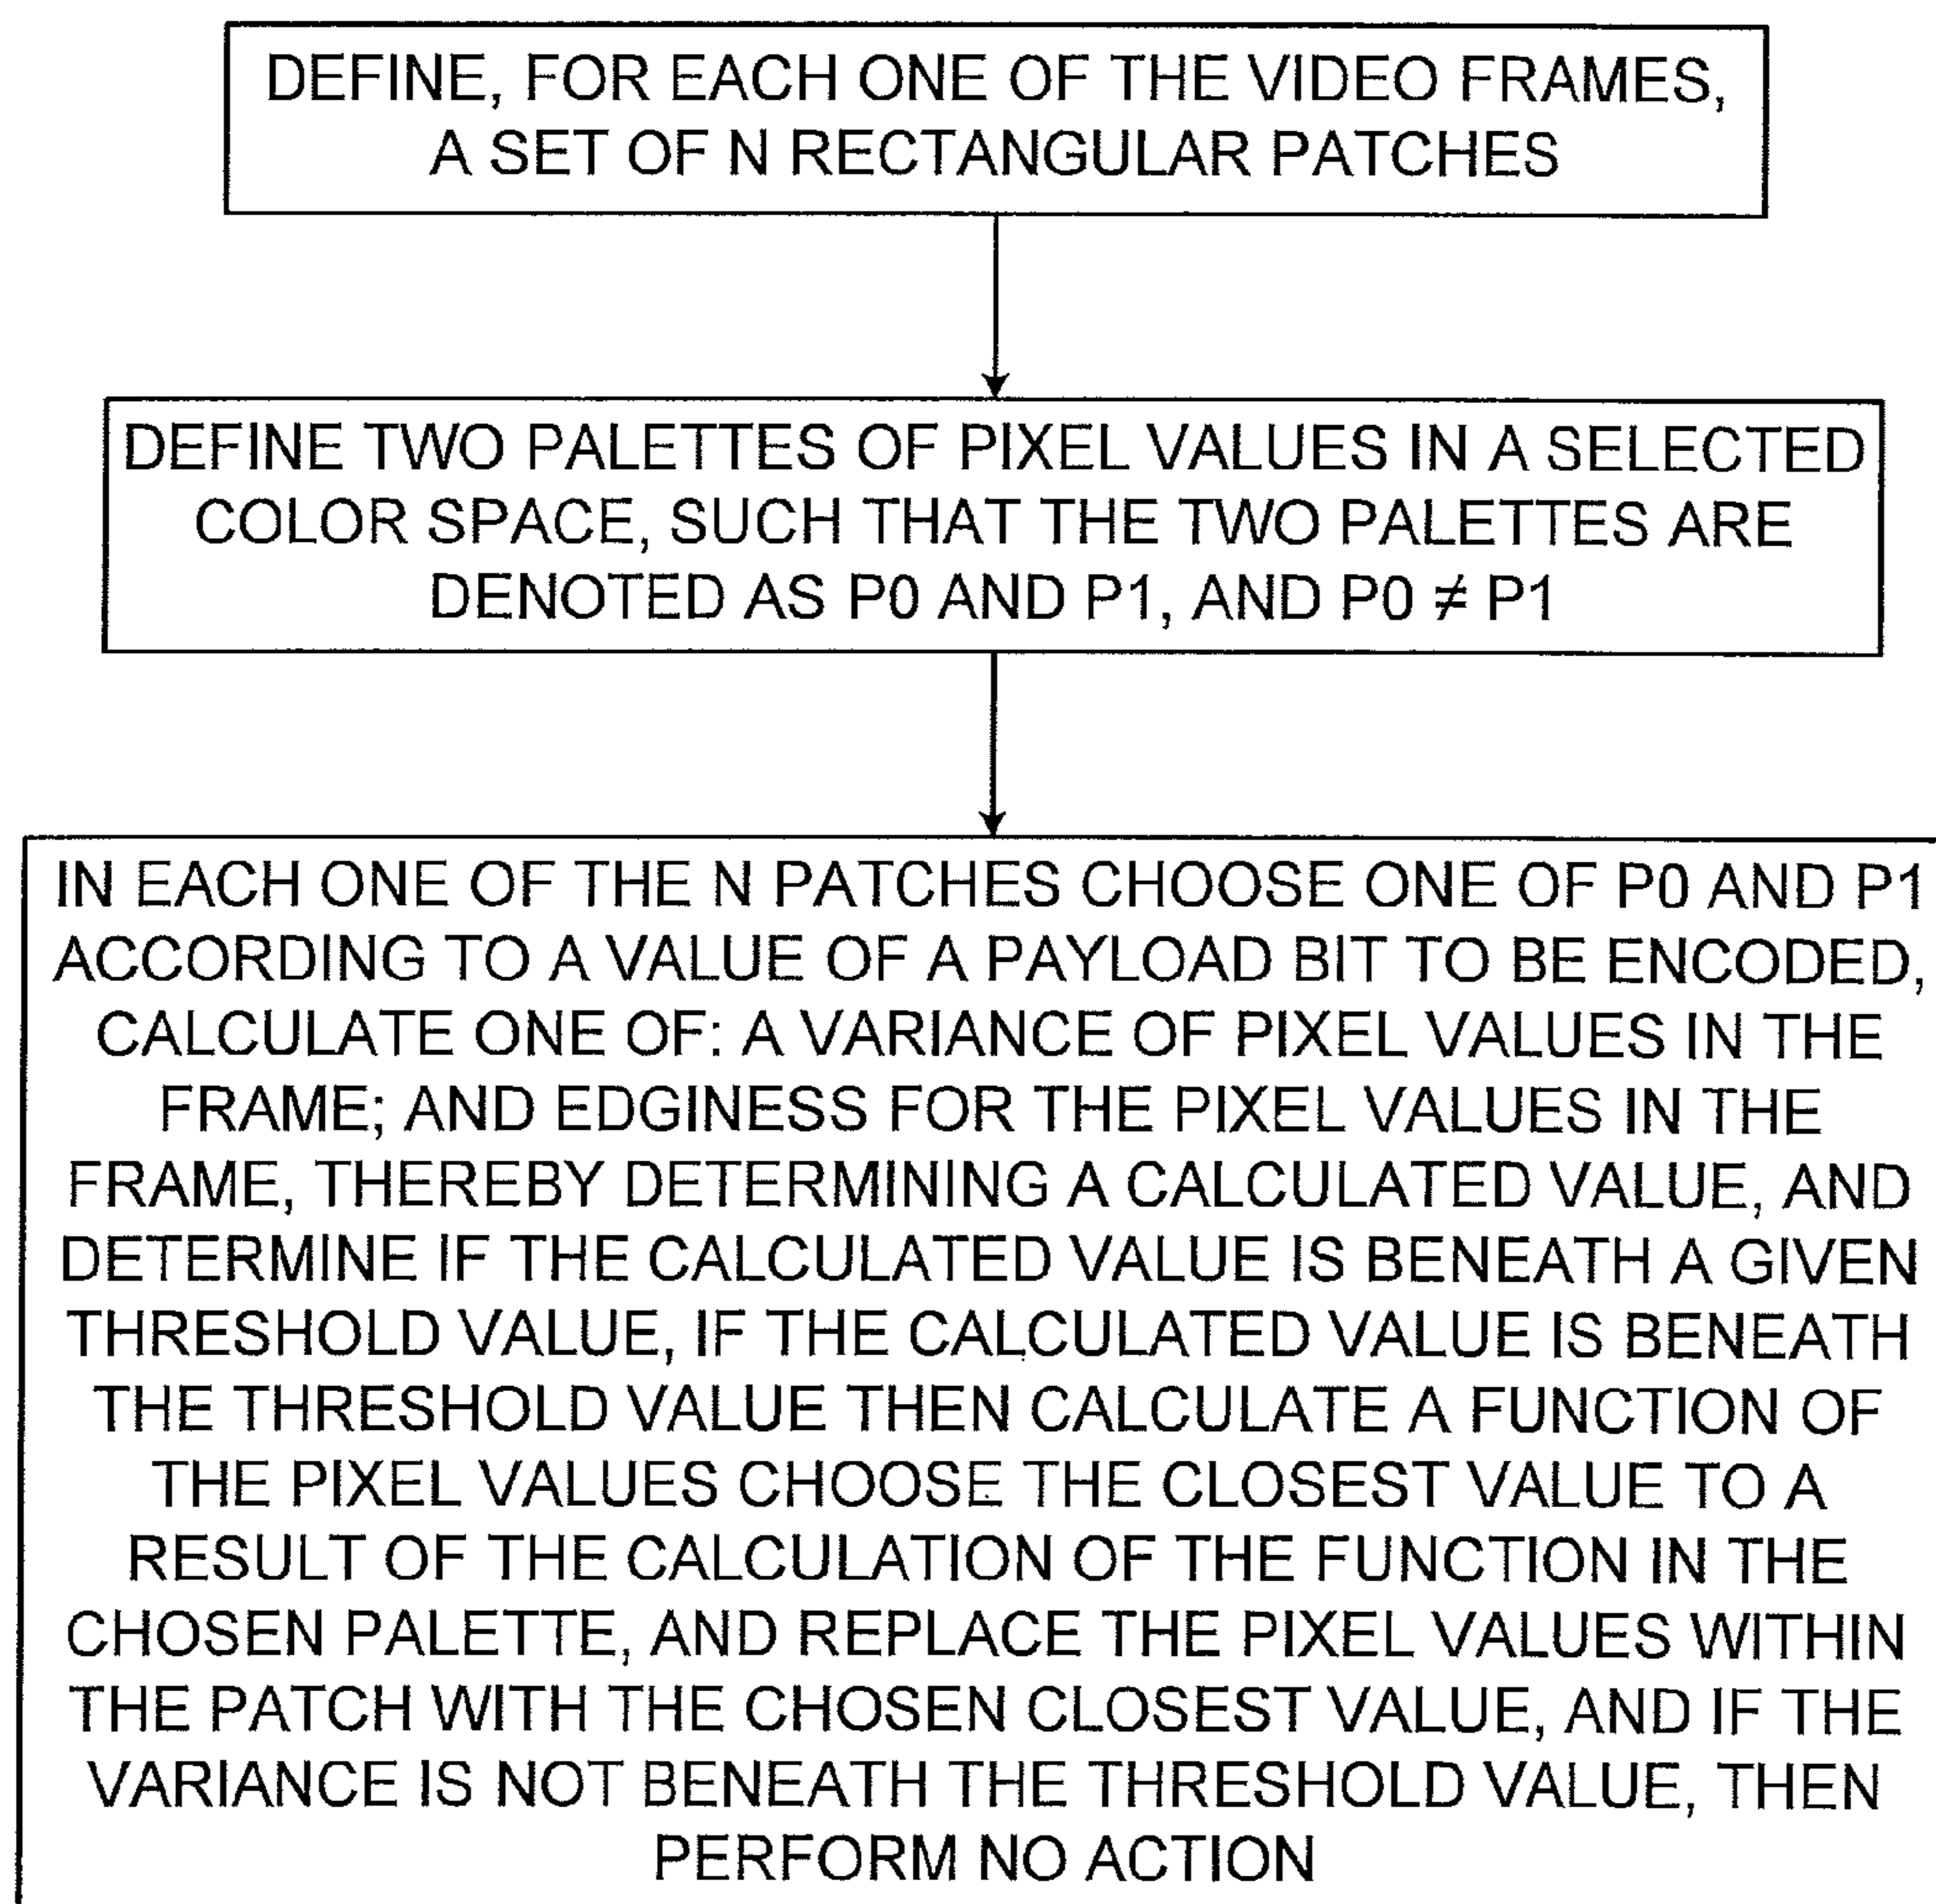 DEFINE, FOR EACH ONE OF THE VIDEO FRAMES,
A SET OF N RECTANGULAR PATCHES
DEFINE TWO PALETTES OF PIXEL VALUES IN A SELECTED
COLOR SPACE, SUCH THAT THE TWO PALETTES ARE
DENOTED AS P0 AND P1, AND P0 ≠ P1
IN EACH ONE OF THE N PATCHES CHOOSE ONE OF P0 AND P1
ACCORDING TO A VALUE OF A PAYLOAD BIT TO BE ENCODED,
CALCULATE ONE OF: A VARIANCE OF PIXEL VALUES IN THE
FRAME; AND EDGINESS FOR THE PIXEL VALUES IN THE
FRAME, THEREBY DETERMINING A CALCULATED VALUE, AND
DETERMINE IF THE CALCULATED VALUE IS BENEATH A GIVEN
THRESHOLD VALUE, IF THE CALCULATED VALUE IS BENEATH
THE THRESHOLD VALUE THEN CALCULATE A FUNCTION OF
THE PIXEL VALUES CHOOSE THE CLOSEST VALUE TO A
RESULT OF THE CALCULATION OF THE FUNCTION IN THE
CHOSEN PALETTE, AND REPLACE THE PIXEL VALUES WITHIN
THE PATCH WITH THE CHOSEN CLOSEST VALUE, AND IF THE
VARIANCE IS NOT BENEATH THE THRESHOLD VALUE, THEN
PERFORM NO ACTION